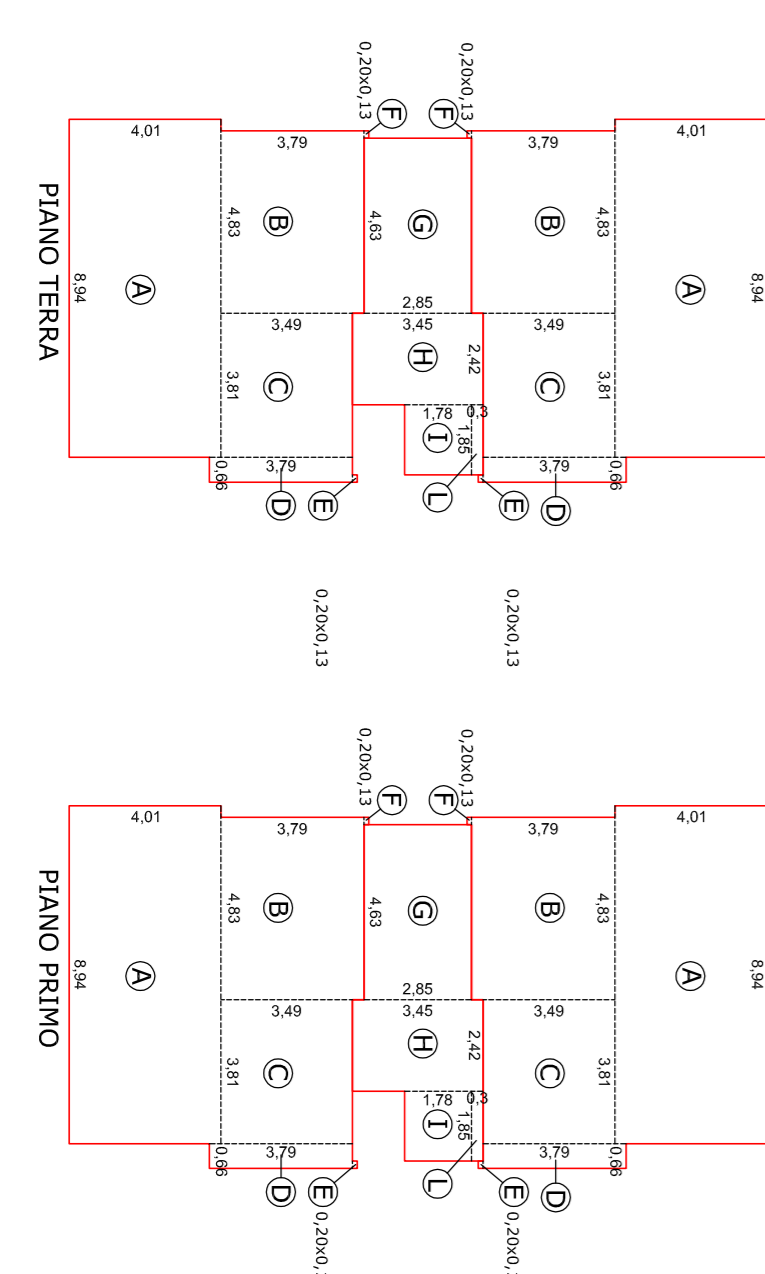 0,20x0,13
0,20x0,13
F
F
4,01
3,79
3,79
4,01
B
4,83
4,63
G
B
4,83
A
8,94
2,85
A
8,94
PIANO TERRA
3,49
3,45
3,49
C
3,81
H
2,42
C
3,81
1,78
0,3
I
1,85
3,79
0,66
3,79
0,66
D
E
L
E
D
0,20x0,13
0,20x0,13
0,20x0,13
0,20x0,13
F
F
4,01
3,79
3,79
4,01
B
4,83
4,63
G
B
4,83
A
8,94
2,85
A
8,94
PIANO PRIMO
3,49
3,45
3,49
C
3,81
H
2,42
C
3,81
1,78
0,3
I
1,85
3,79
0,66
3,79
0,66
D
E
L
E
D